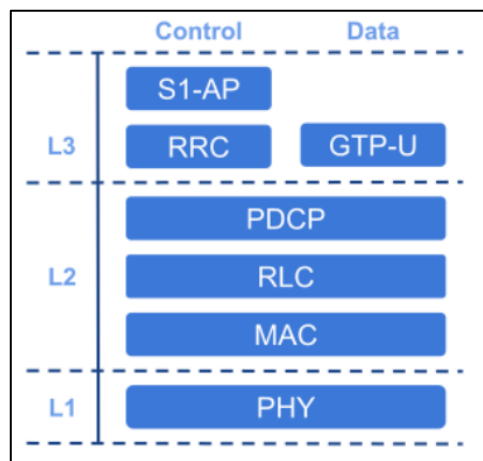 Control Data
S1-AP
L3 RRC GTP-U
PDCP
L2 RLC
MAC
L1 PHY